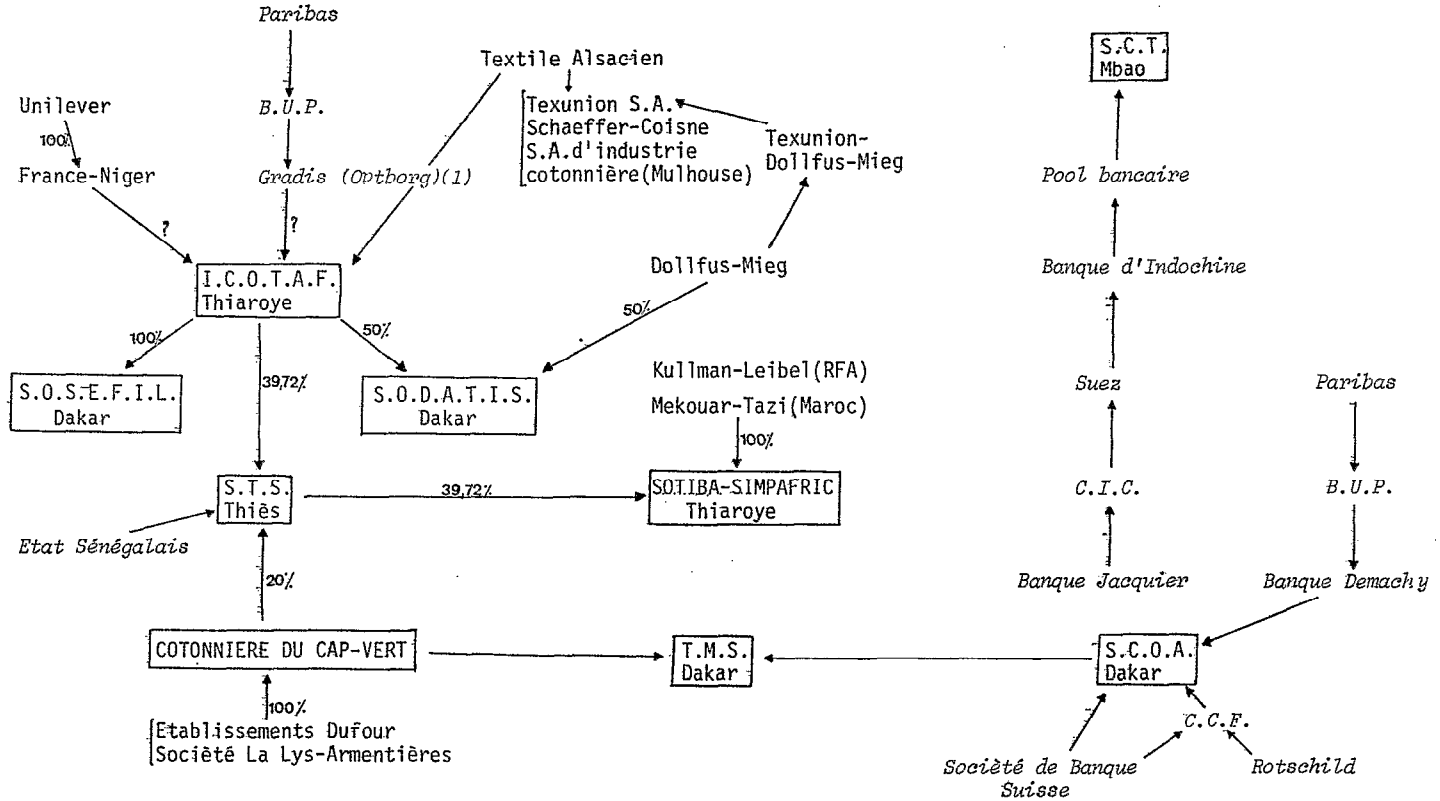 Paribas
Textile Alsacien
S.C.T.
Mbao
Unilever
B.U.P.
Texunion S.A.
Schaeffer-Coisne
S.A.d'industrie
cotonnière(Mulhouse)
Texunion-
Dollfus-Mieg
100%
France-Niger
Gradis (Optborg)(1)
Pool bancaire
?
?
I.C.O.T.A.F.
Thiaroye
Dollfus-Mieg
Banque d'Indochine
100%
50%
50%
S.O.S.E.F.I.L.
Dakar
39,72%
S.O.D.A.T.I.S.
Dakar
Kullman-Leibel(RFA)
Mekouar-Tazi(Maroc)
Suez
Paribas
100%
S.T.S.
Thiès
39,72%
SOTIBA-SIMPAFRIC
Thiaroye
C.I.C.
B.U.P.
Etat Sénégalais
20%
Banque Jacquier
Banque Demachy
COTONNIERE DU CAP-VERT
T.M.S.
Dakar
S.C.O.A.
Dakar
100%
Etablissements Dufour
Socièté La Lys-Armentières
C.C.F.
Socièté de Banque
Suisse
Rotschild